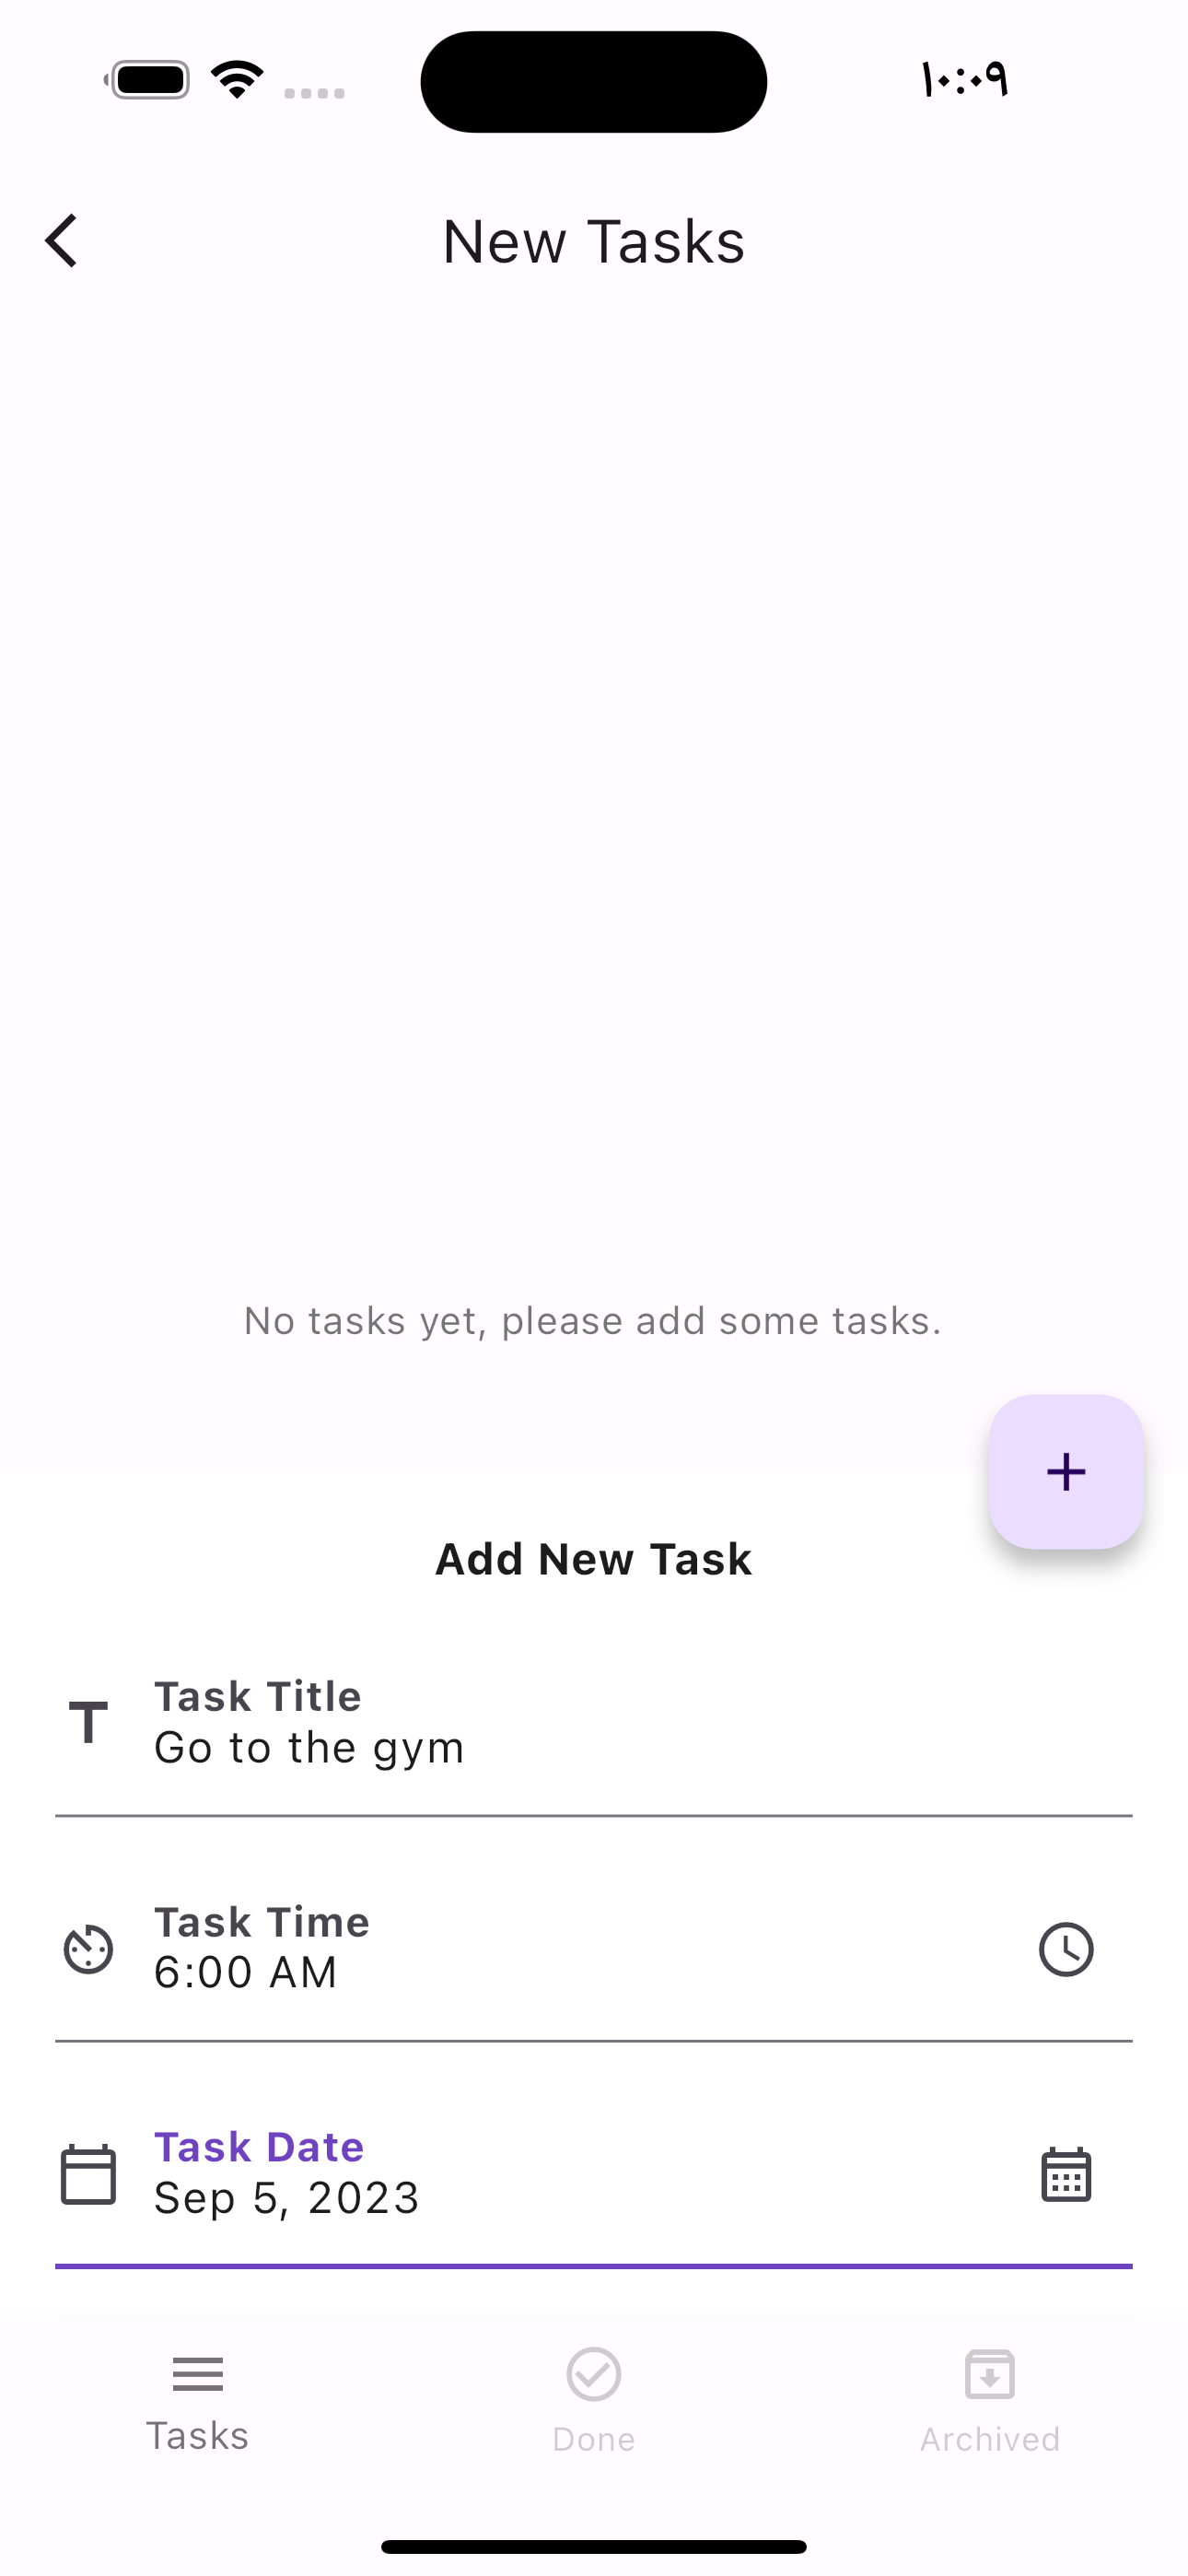 ١٠:٠٩
New Tasks
No tasks yet, please add some tasks.
Add New Task
Task Title
Go to the gym
Task Time
6:00 AM
Task Date
Sep 5, 2023
Tasks
Done
Archived